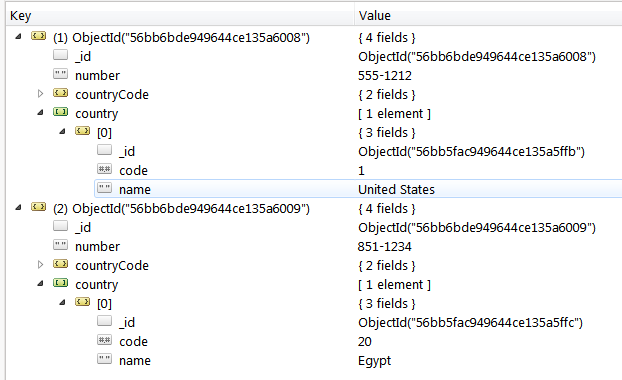 Key Value
(1) ObjectId("56bb6bde949644ce135a6008") { 4 fields }
_id ObjectId("56bb6bde949644ce135a6008")
" " number 555-1212
{ } countryCode { 2 fields }
{ } country [ 1 element ]
{ } [0] { 3 fields }
_id ObjectId("56bb5fac949644ce135a5ffb")
## code 1
" " name United States
(2) ObjectId("56bb6bde949644ce135a6009") { 4 fields }
_id ObjectId("56bb6bde949644ce135a6009")
" " number 851-1234
{ } countryCode { 2 fields }
{ } country [ 1 element ]
{ } [0] { 3 fields }
_id ObjectId("56bb5fac949644ce135a5ffc")
## code 20
" " name Egypt